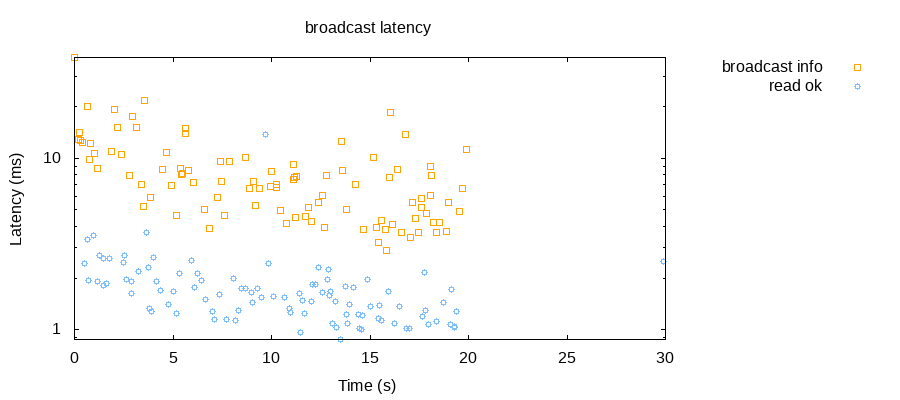 broadcast latency
broadcast info
read ok
10
1
Latency (ms)
0 5 10 15 20 25 30
Time (s)